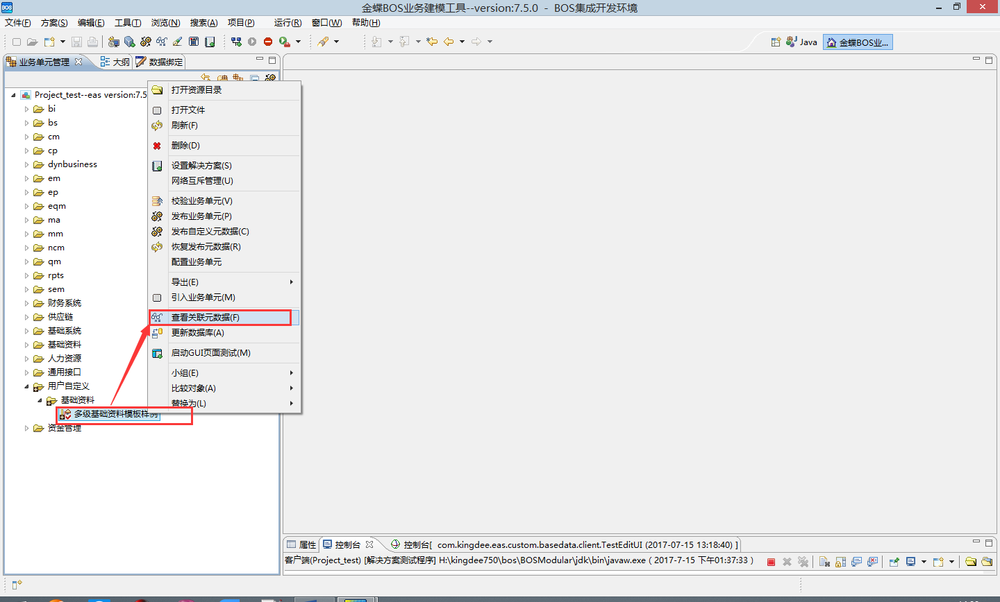 BOS
金蝶BOS业务建模工具--version:7.5.0 - BOS集成开发环境
文件(F) 方案(S) 编辑(E) 工具(T) 浏览(N) 搜索(A) 项目(P) 运行(R) 窗口(W) 帮助(H)
Java 金蝶BOS业...
业务单元管理 大纲 数据绑定
Project_test--eas version:7.5
bi
bs
cm
cp
dynbusiness
em
ep
eqm
ma
mm
ncm
qm
rpts
sem
财务系统
供应链
基础系统
基础资料
人力资源
通用接口
用户自定义
基础资料
多级基础资料模板样例
资金管理
打开资源目录
打开文件
刷新(F)
删除(D)
设置解决方案(S)
网络互斥管理(U)
校验业务单元(V)
发布业务单元(P)
发布自定义元数据(C)
恢复发布元数据(R)
配置业务单元
导出(E)
引入业务单元(M)
查看关联元数据(F)
更新数据库(A)
启动GUI页面测试(M)
小组(E)
比较对象(A)
替换为(L)
属性 控制台 控制台[ com.kingdee.eas.custom.basedata.client.TestEditUI (2017-07-15 13:18:40) ]
客户端(Project_test) [解决方案测试程序] H:\kingdee750\bos\BOSModular\jdk\bin\javaw.exe ( 2017-7-15 下午01:37:33 )